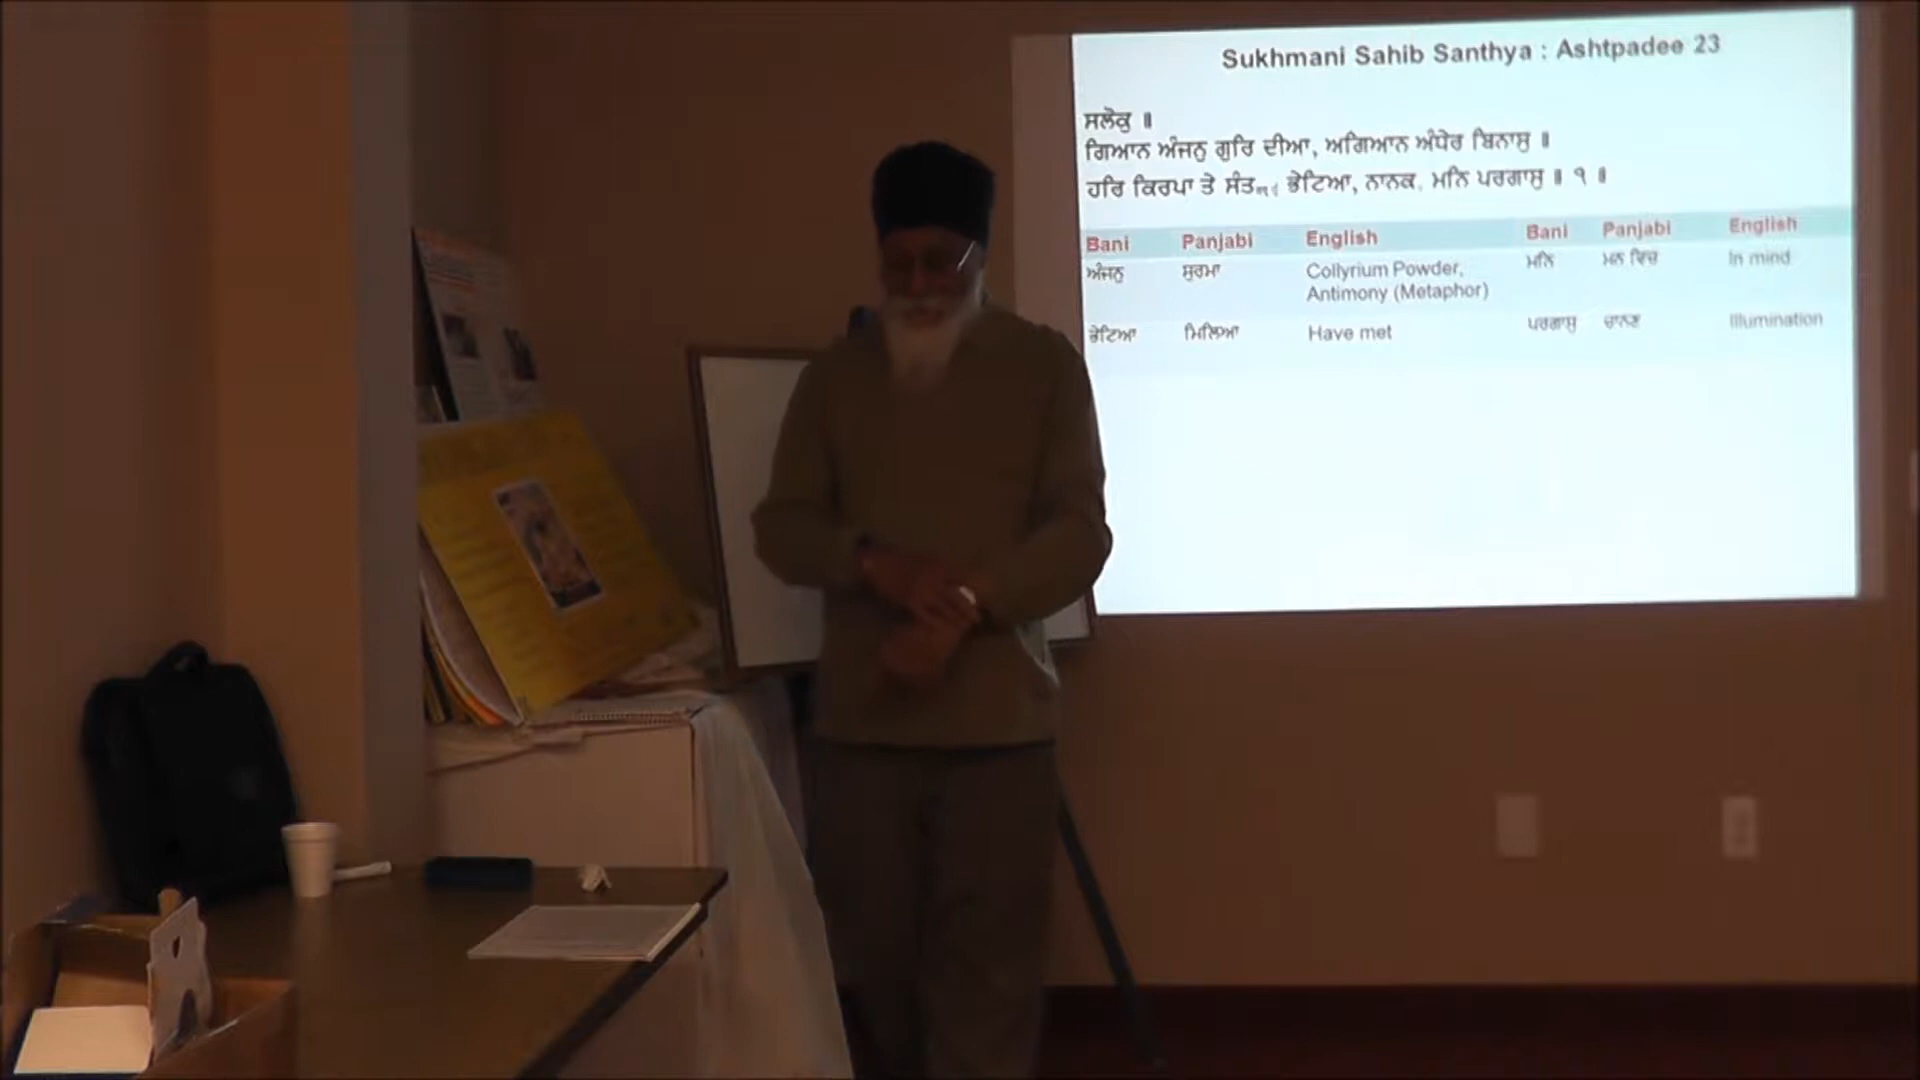 Sukhmani Sahib Santhya : Ashtpadee 23
ਸਲੋਕੁ ॥
ਗਿਆਨ ਅੰਜਨੁ ਗੁਰਿ ਦੀਆ, ਅਗਿਆਨ ਅੰਧੇਰ ਬਿਨਾਸੁ ॥
ਹਰਿ ਕਿਰਪਾ ਤੇ ਸੰਤ ਭੇਟਿਆ, ਨਾਨਕ, ਮਨਿ ਪਰਗਾਸੁ ॥ ੧ ॥
Bani Panjabi English Bani Panjabi English
ਅੰਜਨੁ ਸੁਰਮਾ Collyrium Powder, ਮਨਿ ਮਨ ਵਿਚ In mind
Antimony (Metaphor)
ਭੇਟਿਆ ਮਿਲਿਆ Have met ਪਰਗਾਸੁ ਚਾਨਣ Illumination